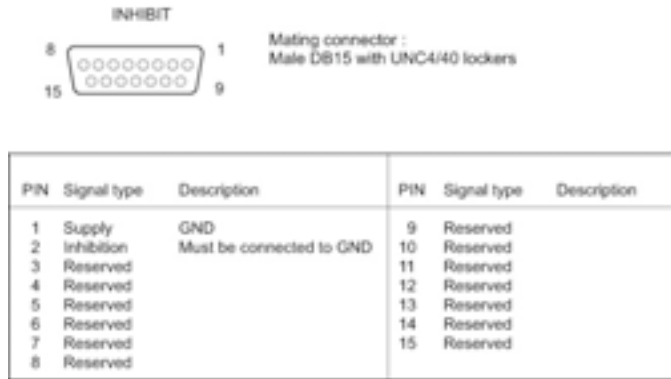 INHIBIT
8
1
Mating connector :
Male DB15 with UNC4/40 lockers
15
9
PIN Signal type Description PIN Signal type Description
1 Supply GND 9 Reserved
2 Inhibition Must be connected to GND 10 Reserved
3 Reserved 11 Reserved
4 Reserved 12 Reserved
5 Reserved 13 Reserved
6 Reserved 14 Reserved
7 Reserved 15 Reserved
8 Reserved